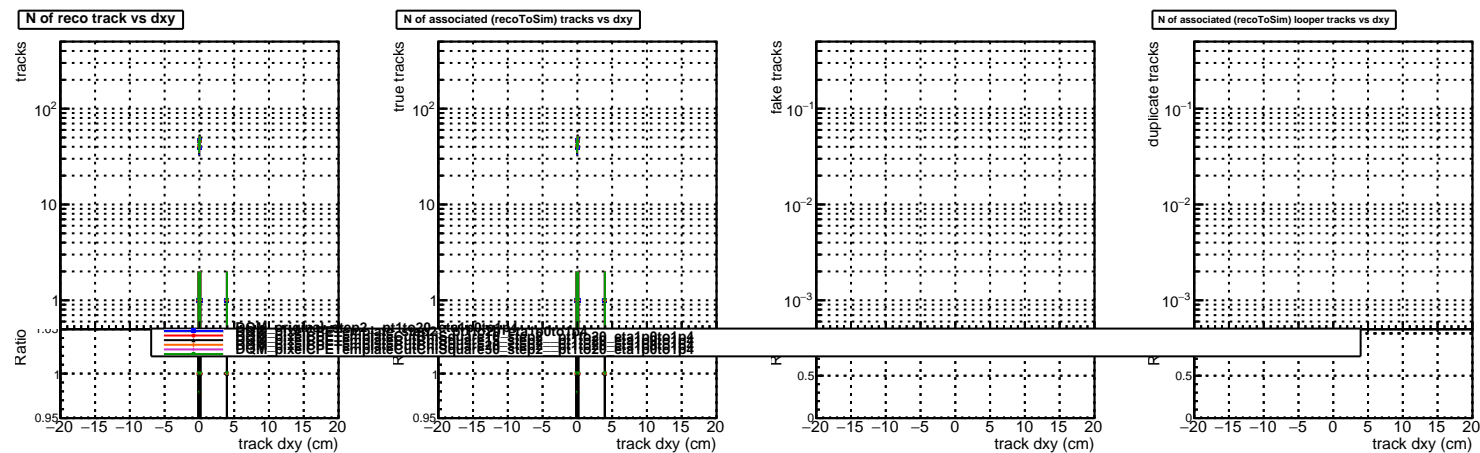 N of reco track vs dxy
N of associated (recoToSim) tracks vs dxy
N of associated (recoToSim) looper tracks vs dxy
tracks
true tracks
fake tracks
duplicate tracks
10² 10² 10⁻¹ 10⁻¹
10 10 10⁻² 10⁻²
1 1 10⁻³ 10⁻³
Ratio
1 1 0.5 0.5
0.95 0.95 0 0
−20 −15 −10 −5 0 5 10 15 20
−20 −15 −10 −5 0 5 10 15 20
−20 −15 −10 −5 0 5 10 15 20
−20 −15 −10 −5 0 5 10 15 20
track dxy (cm)
track dxy (cm)
track dxy (cm)
track dxy (cm)